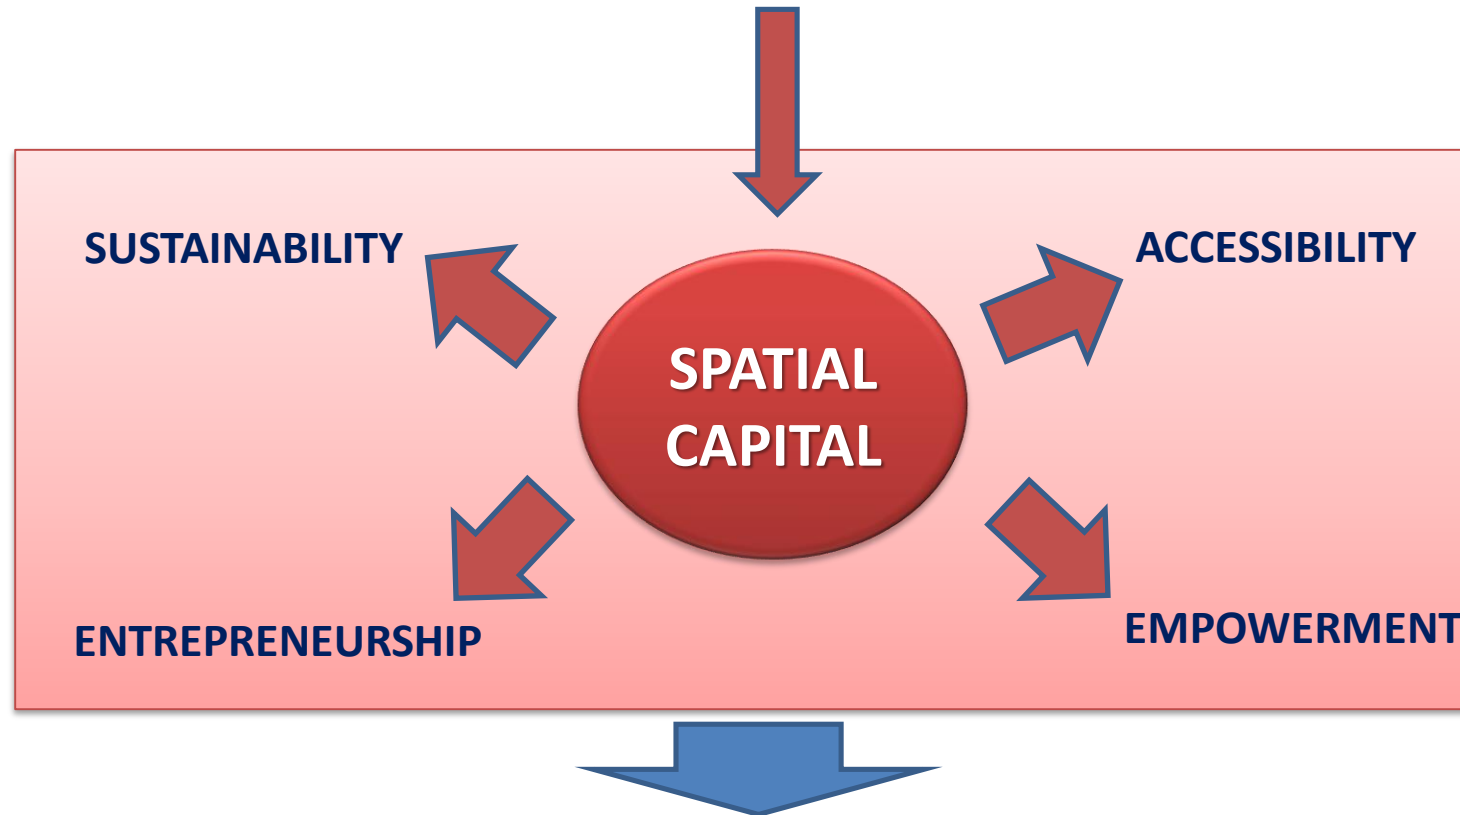 SUSTAINABILITY
ACCESSIBILITY
SPATIAL
CAPITAL
ENTREPRENEURSHIP
EMPOWERMENT